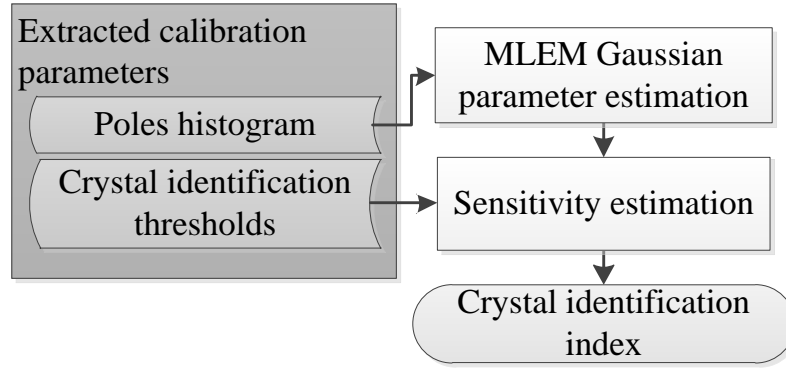 Extracted calibration
parameters
Poles histogram
Crystal identification
thresholds
MLEM Gaussian
parameter estimation
Sensitivity estimation
Crystal identification
index